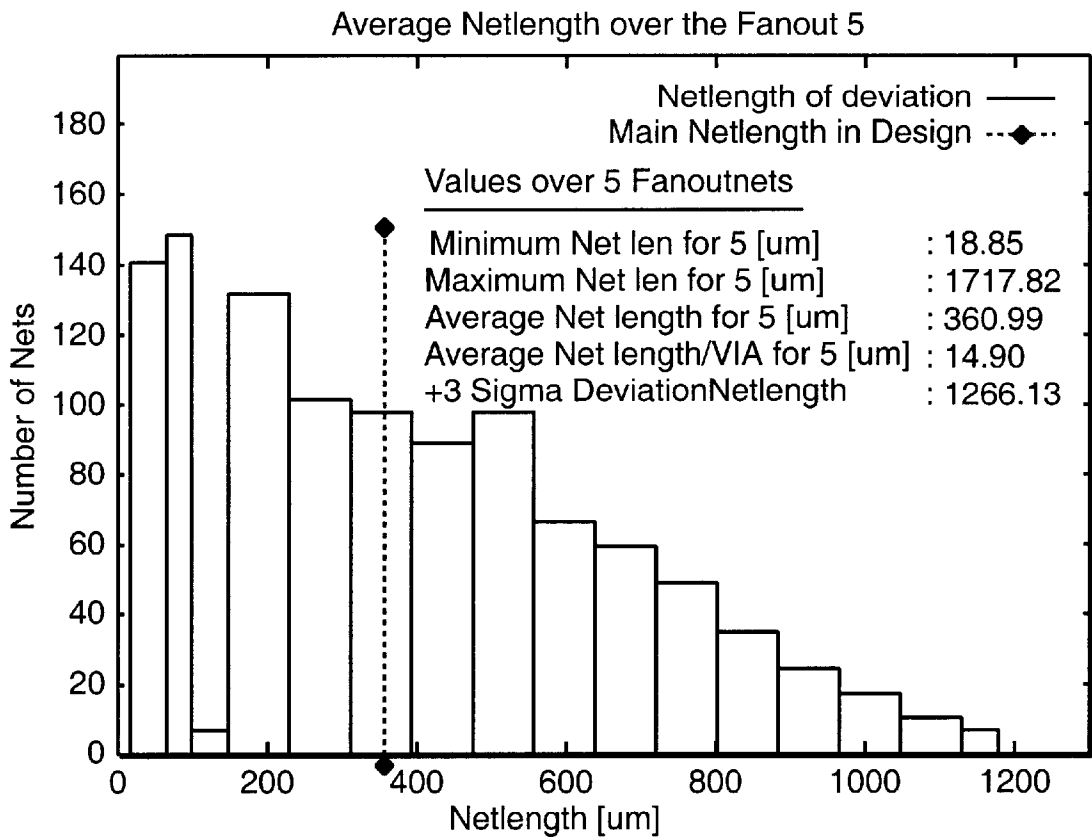 Average Netlength over the Fanout 5
Netlength of deviation
Main Netlength in Design
Values over 5 Fanoutnets
Minimum Net len for 5 [um] : 18.85
Maximum Net len for 5 [um] : 1717.82
Average Net length for 5 [um] : 360.99
Average Net length/VIA for 5 [um] : 14.90
+3 Sigma DeviationNetlength : 1266.13
Number of Nets
180
160
140
120
100
80
60
40
20
0
0 200 400 600 800 1000 1200
Netlength [um]